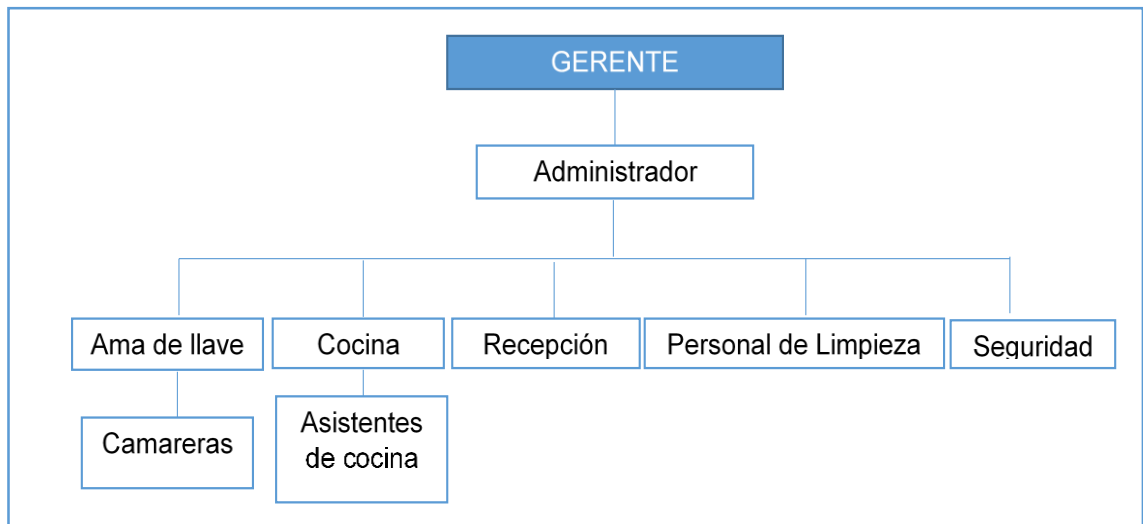 GERENTE
Administrador
Ama de llave
Cocina
Recepción
Personal de Limpieza
Seguridad
Camareras
Asistentes
de cocina